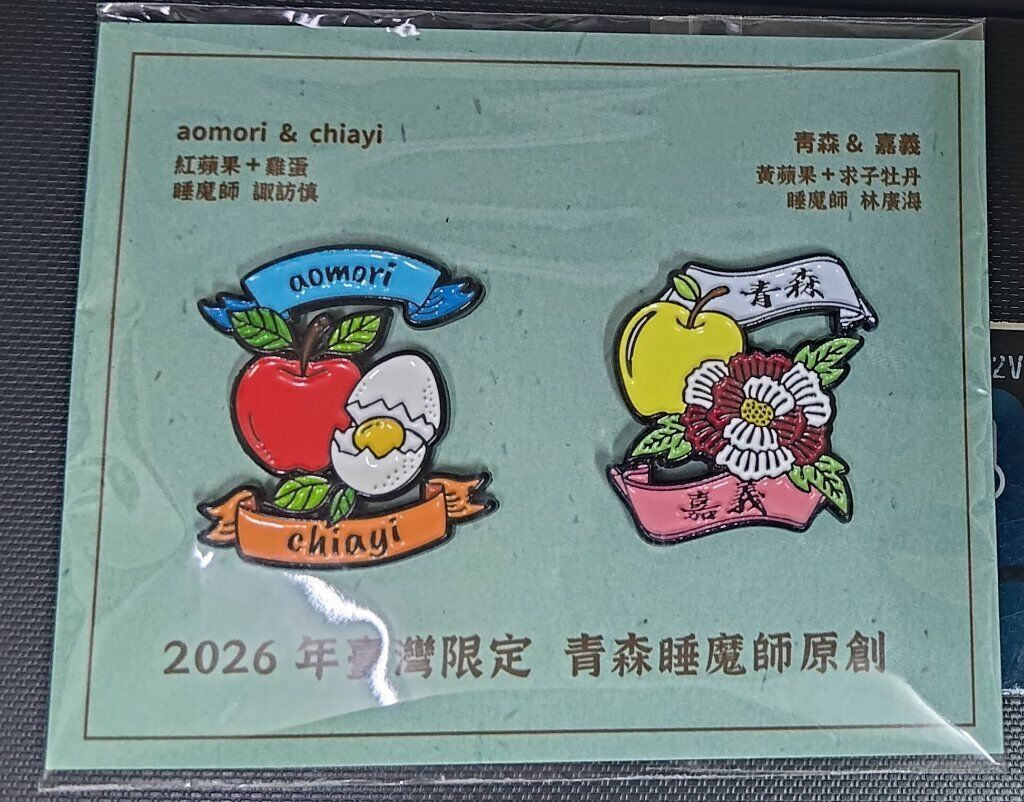 aomori & chiayi
紅蘋果+雞蛋
睡魔師 諏訪慎
青森 & 嘉義
黃蘋果+求子牡丹
睡魔師 林廣海
aomori
chiayi
青森
嘉義
2026 年臺灣限定 青森睡魔師原創
2V